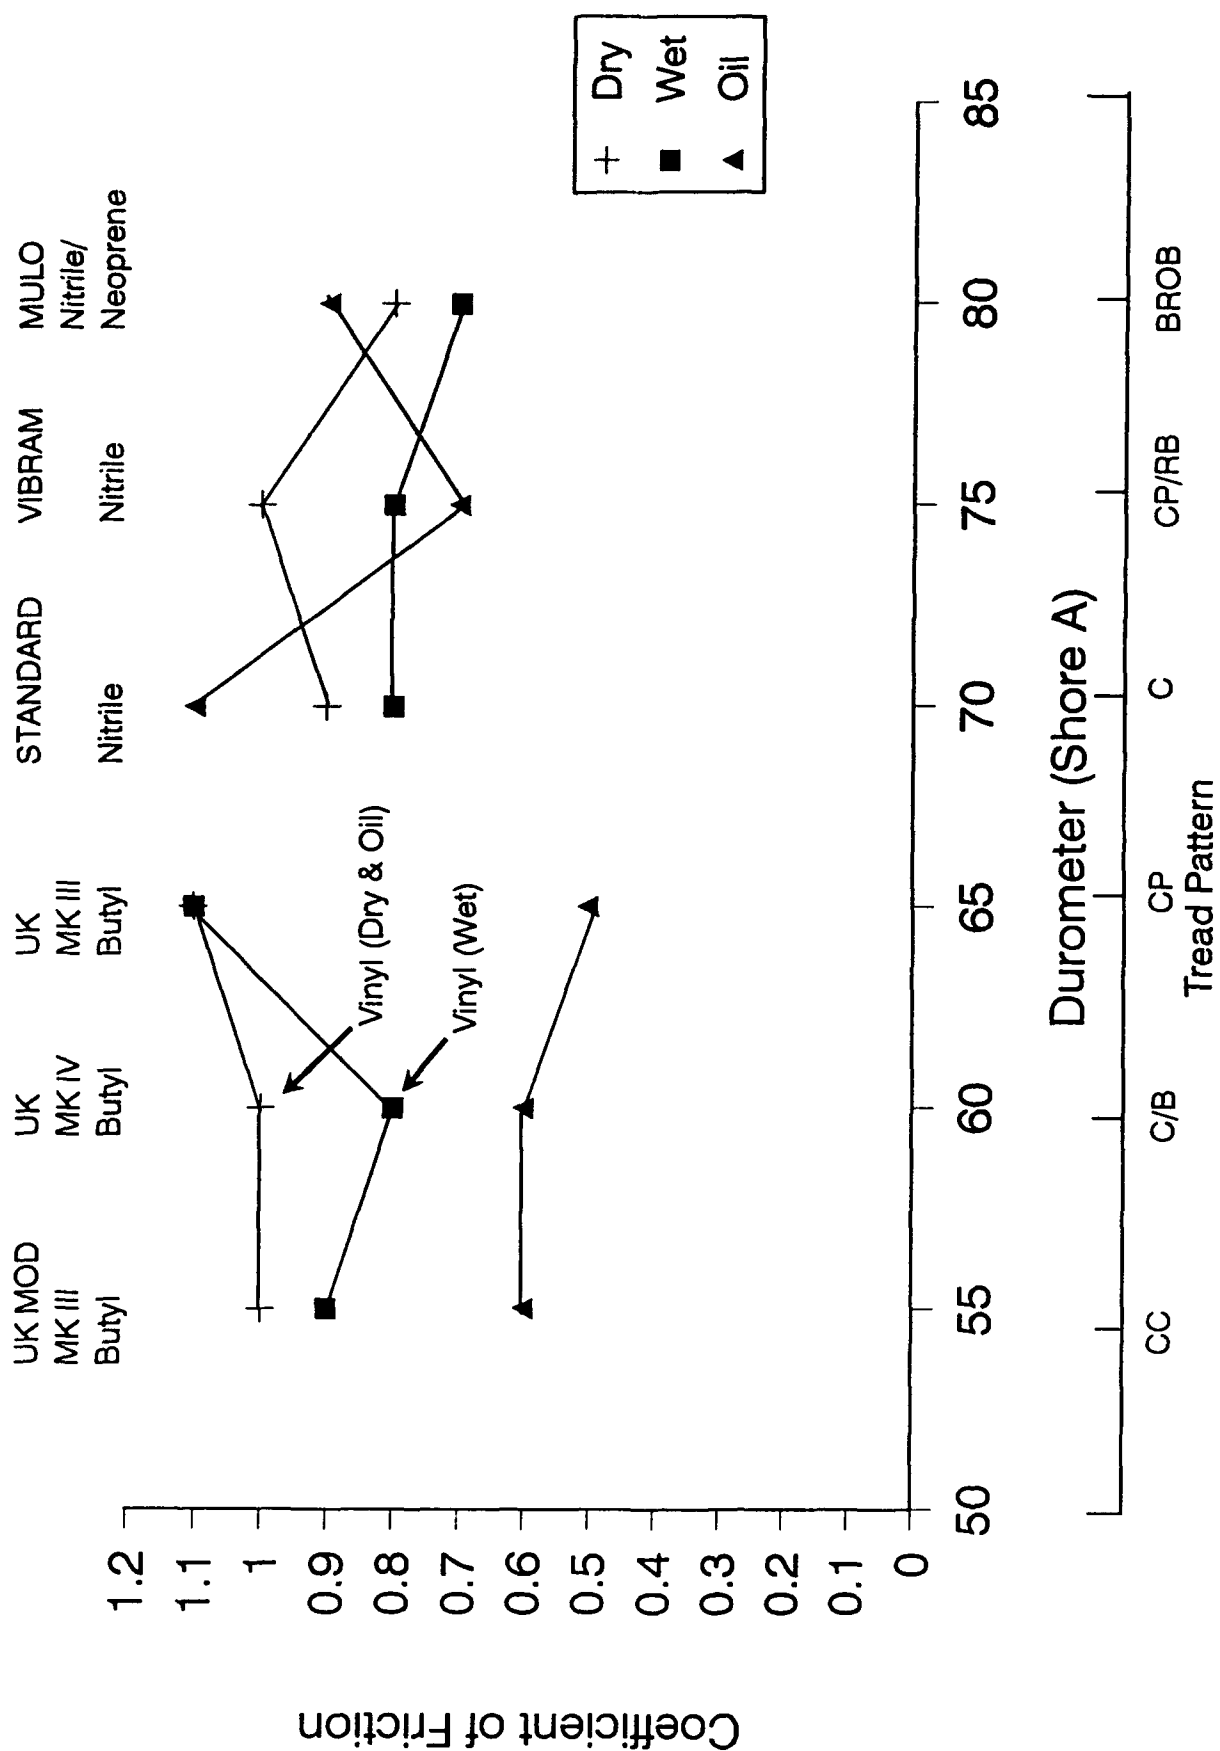 UK MOD
MK III
Butyl
UK
MK IV
Butyl
UK
MK III
Butyl
STANDARD
Nitrile
VIBRAM
Nitrile
MULO
Nitrile/
Neoprene
Coefficient of Friction
1.2
1.1
1
0.9
0.8
0.7
0.6
0.5
0.4
0.3
0.2
0.1
0
Vinyl (Dry & Oil)
Vinyl (Wet)
Dry
Wet
Oil
50 55 60 65 70 75 80 85
Durometer (Shore A)
CC C/B CP C CP/RB BROB
Tread Pattern